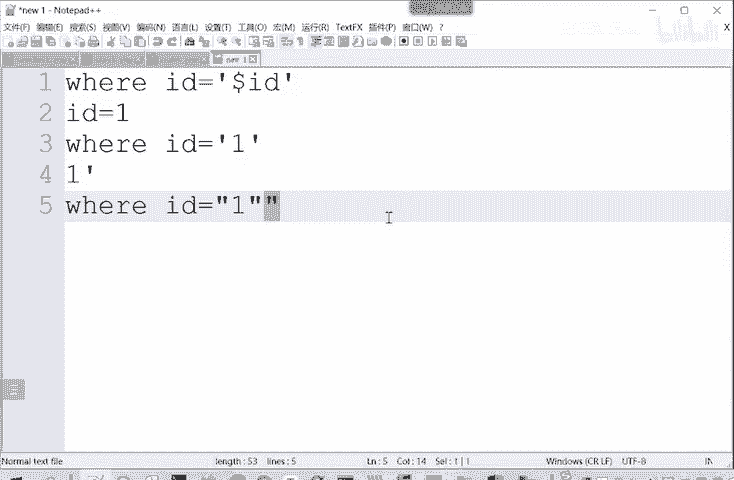 *new 1 - Notepad++
文件(F) 编辑(E) 搜索(S) 视图(V) 编码(N) 语言(L) 设置(T) 工具(O) 宏(M) 运行(R) TextFX 插件(P) 窗口(W) ? X
new 1
1 where id='$id'
2 id=1
3 where id='1'
4 1'
5 where id="1""
Normal text file length : 53 lines : 5 Ln : 5 Col : 14 Sel : 1 | 1 Windows (CR LF) UTF-8 IN